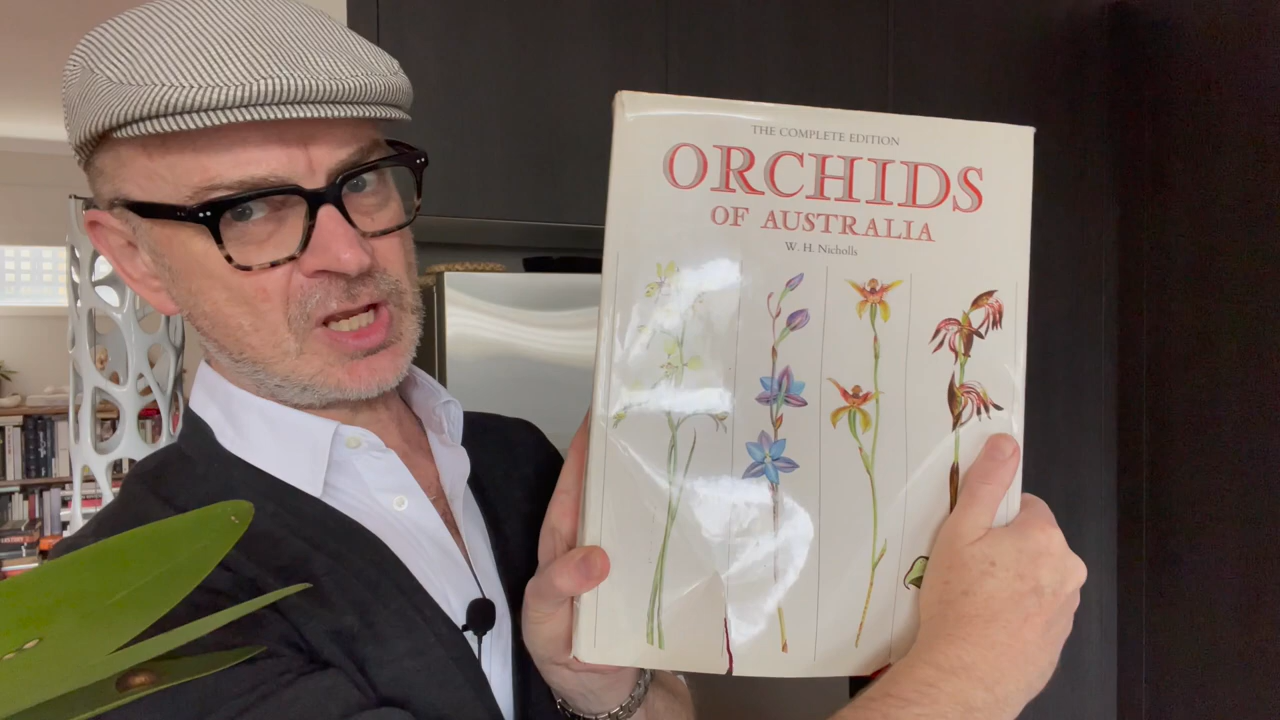 THE COMPLETE EDITION
ORCHIDS
OF AUSTRALIA
W. H. Nicholls